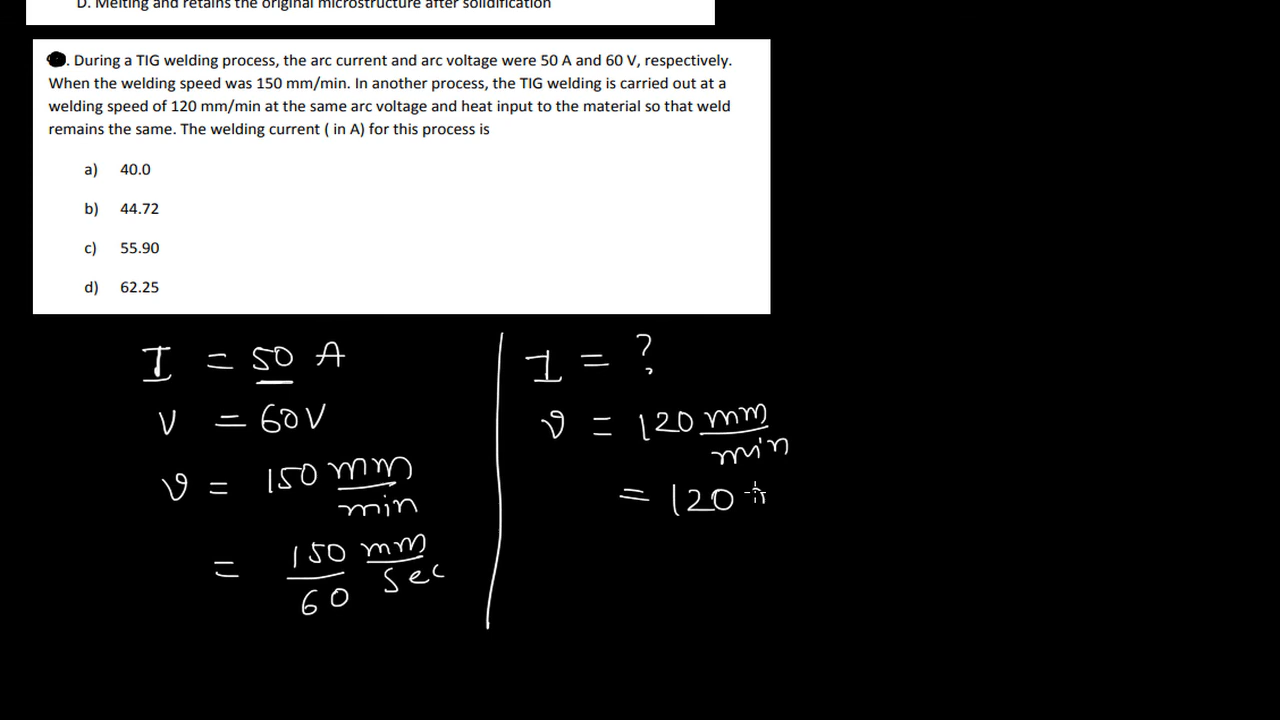 D. Melting and retains the original microstructure after solidification
. During a TIG welding process, the arc current and arc voltage were 50 A and 60 V, respectively.
When the welding speed was 150 mm/min. In another process, the TIG welding is carried out at a
welding speed of 120 mm/min at the same arc voltage and heat input to the material so that weld
remains the same. The welding current ( in A) for this process is
a) 40.0
b) 44.72
c) 55.90
d) 62.25
I = 50 A
V = 60V
v = 150 mm/min
= 150/60 mm/sec
I = ?
v = 120 mm/min
= 120